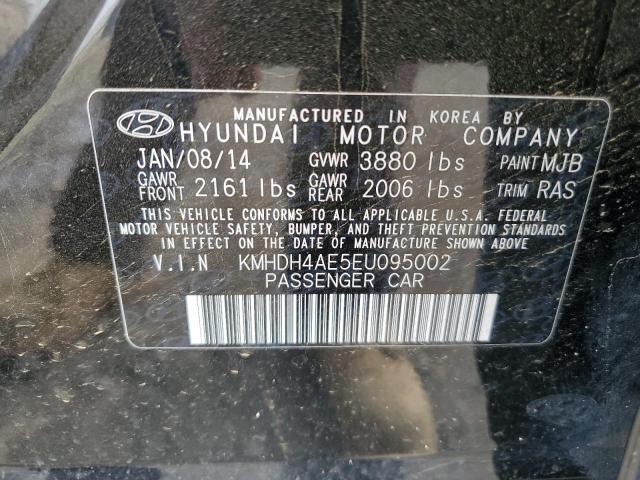 MANUFACTURED IN KOREA BY
HYUNDAI MOTOR COMPANY
JAN/08/14 GVWR 3880 lbs PAINT MJB
GAWR FRONT 2161 lbs GAWR REAR 2006 lbs TRIM RAS
THIS VEHICLE CONFORMS TO ALL APPLICABLE U.S.A. FEDERAL
MOTOR VEHICLE SAFETY, BUMPER, AND THEFT PREVENTION STANDARDS
IN EFFECT ON THE DATE OF MANUFACTURE SHOWN ABOVE
V.I.N KMHDH4AE5EU095002
PASSENGER CAR